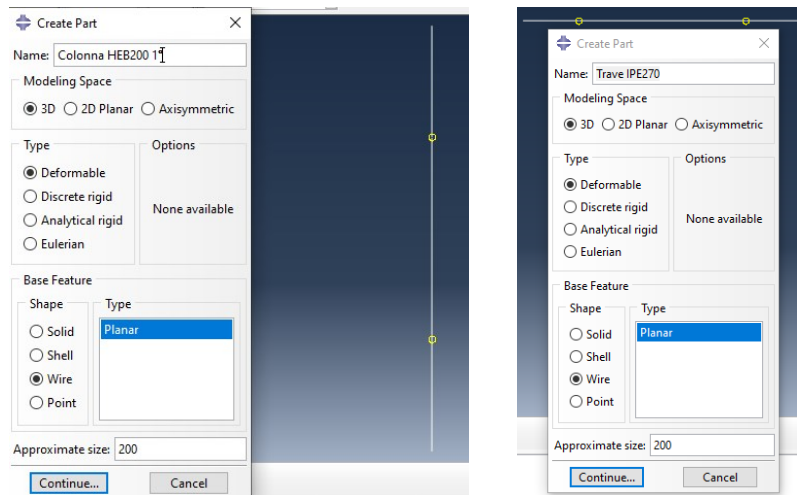 Create Part
Name: Colonna HEB200 1°
Modeling Space
3D 2D Planar Axisymmetric
Type
Deformable
Discrete rigid
Analytical rigid
Eulerian
Options
None available
Base Feature
Shape
Solid
Shell
Wire
Point
Type
Planar
Approximate size: 200
Continue... Cancel
Create Part
Name: Trave IPE270
Modeling Space
3D 2D Planar Axisymmetric
Type
Deformable
Discrete rigid
Analytical rigid
Eulerian
Options
None available
Base Feature
Shape
Solid
Shell
Wire
Point
Type
Planar
Approximate size: 200
Continue... Cancel